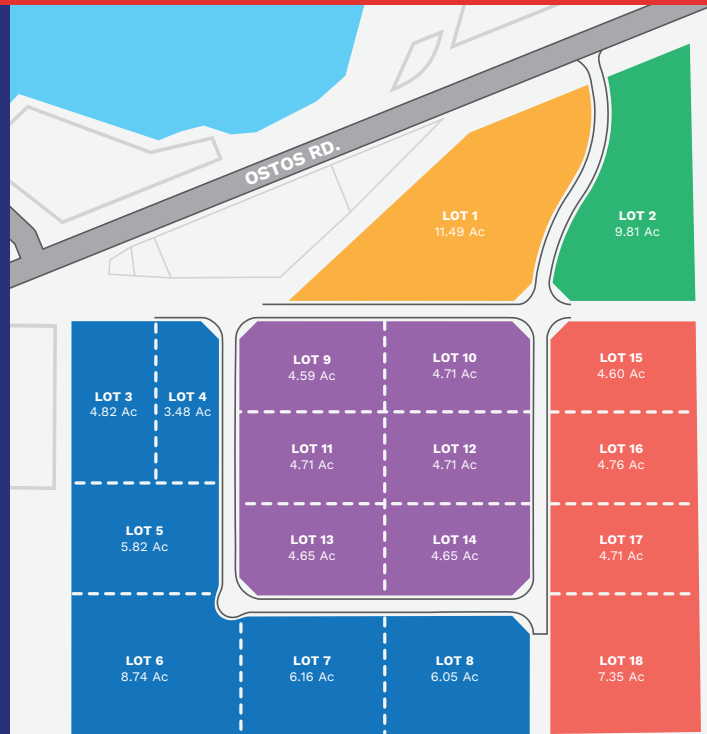 OSTOS RD.
LOT 1
11.49 Ac
LOT 2
9.81 Ac
LOT 3
4.82 Ac
LOT 4
3.48 Ac
LOT 9
4.59 Ac
LOT 10
4.71 Ac
LOT 15
4.60 Ac
LOT 11
4.71 Ac
LOT 12
4.71 Ac
LOT 16
4.76 Ac
LOT 5
5.82 Ac
LOT 13
4.65 Ac
LOT 14
4.65 Ac
LOT 17
4.71 Ac
LOT 6
8.74 Ac
LOT 7
6.16 Ac
LOT 8
6.05 Ac
LOT 18
7.35 Ac